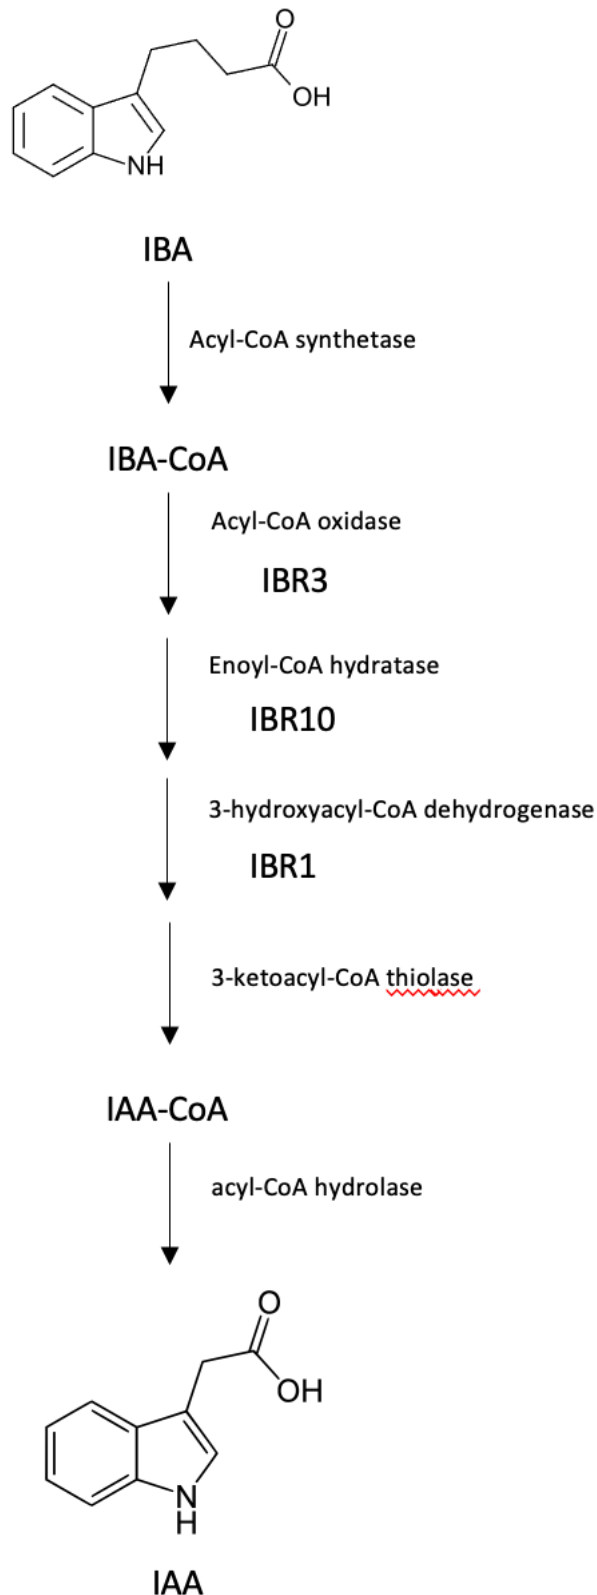 O
OH
NH
IBA
Acyl-CoA synthetase
IBA-CoA
Acyl-CoA oxidase
IBR3
Enoyl-CoA hydratase
IBR10
3-hydroxyacyl-CoA dehydrogenase
IBR1
3-ketoacyl-CoA thiolase
IAA-CoA
acyl-CoA hydrolase
O
OH
N
H
IAA